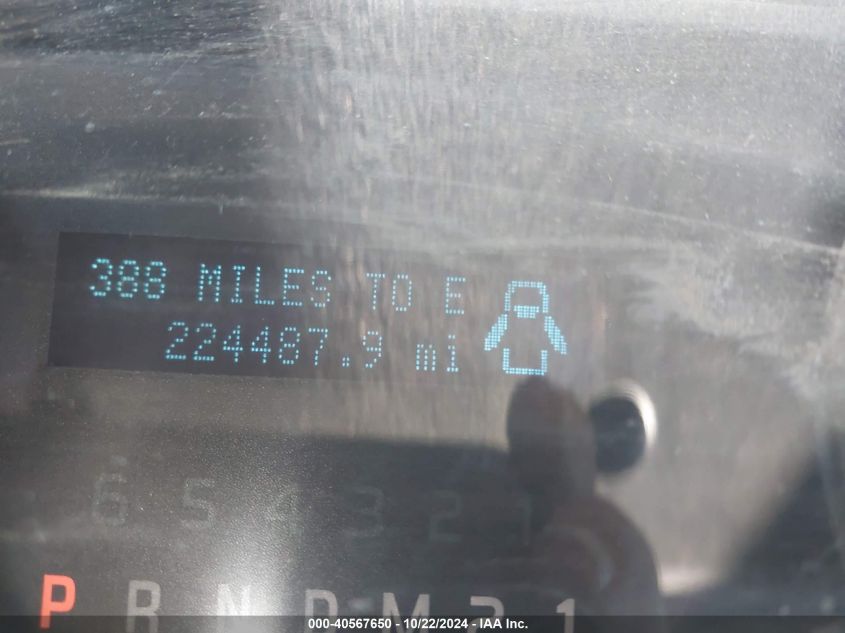 388 MILES TO E
224487.9 mi
6 5 4 3 2 1
P R N D M 2 1
000-40567650 - 10/22/2024 - IAA Inc.